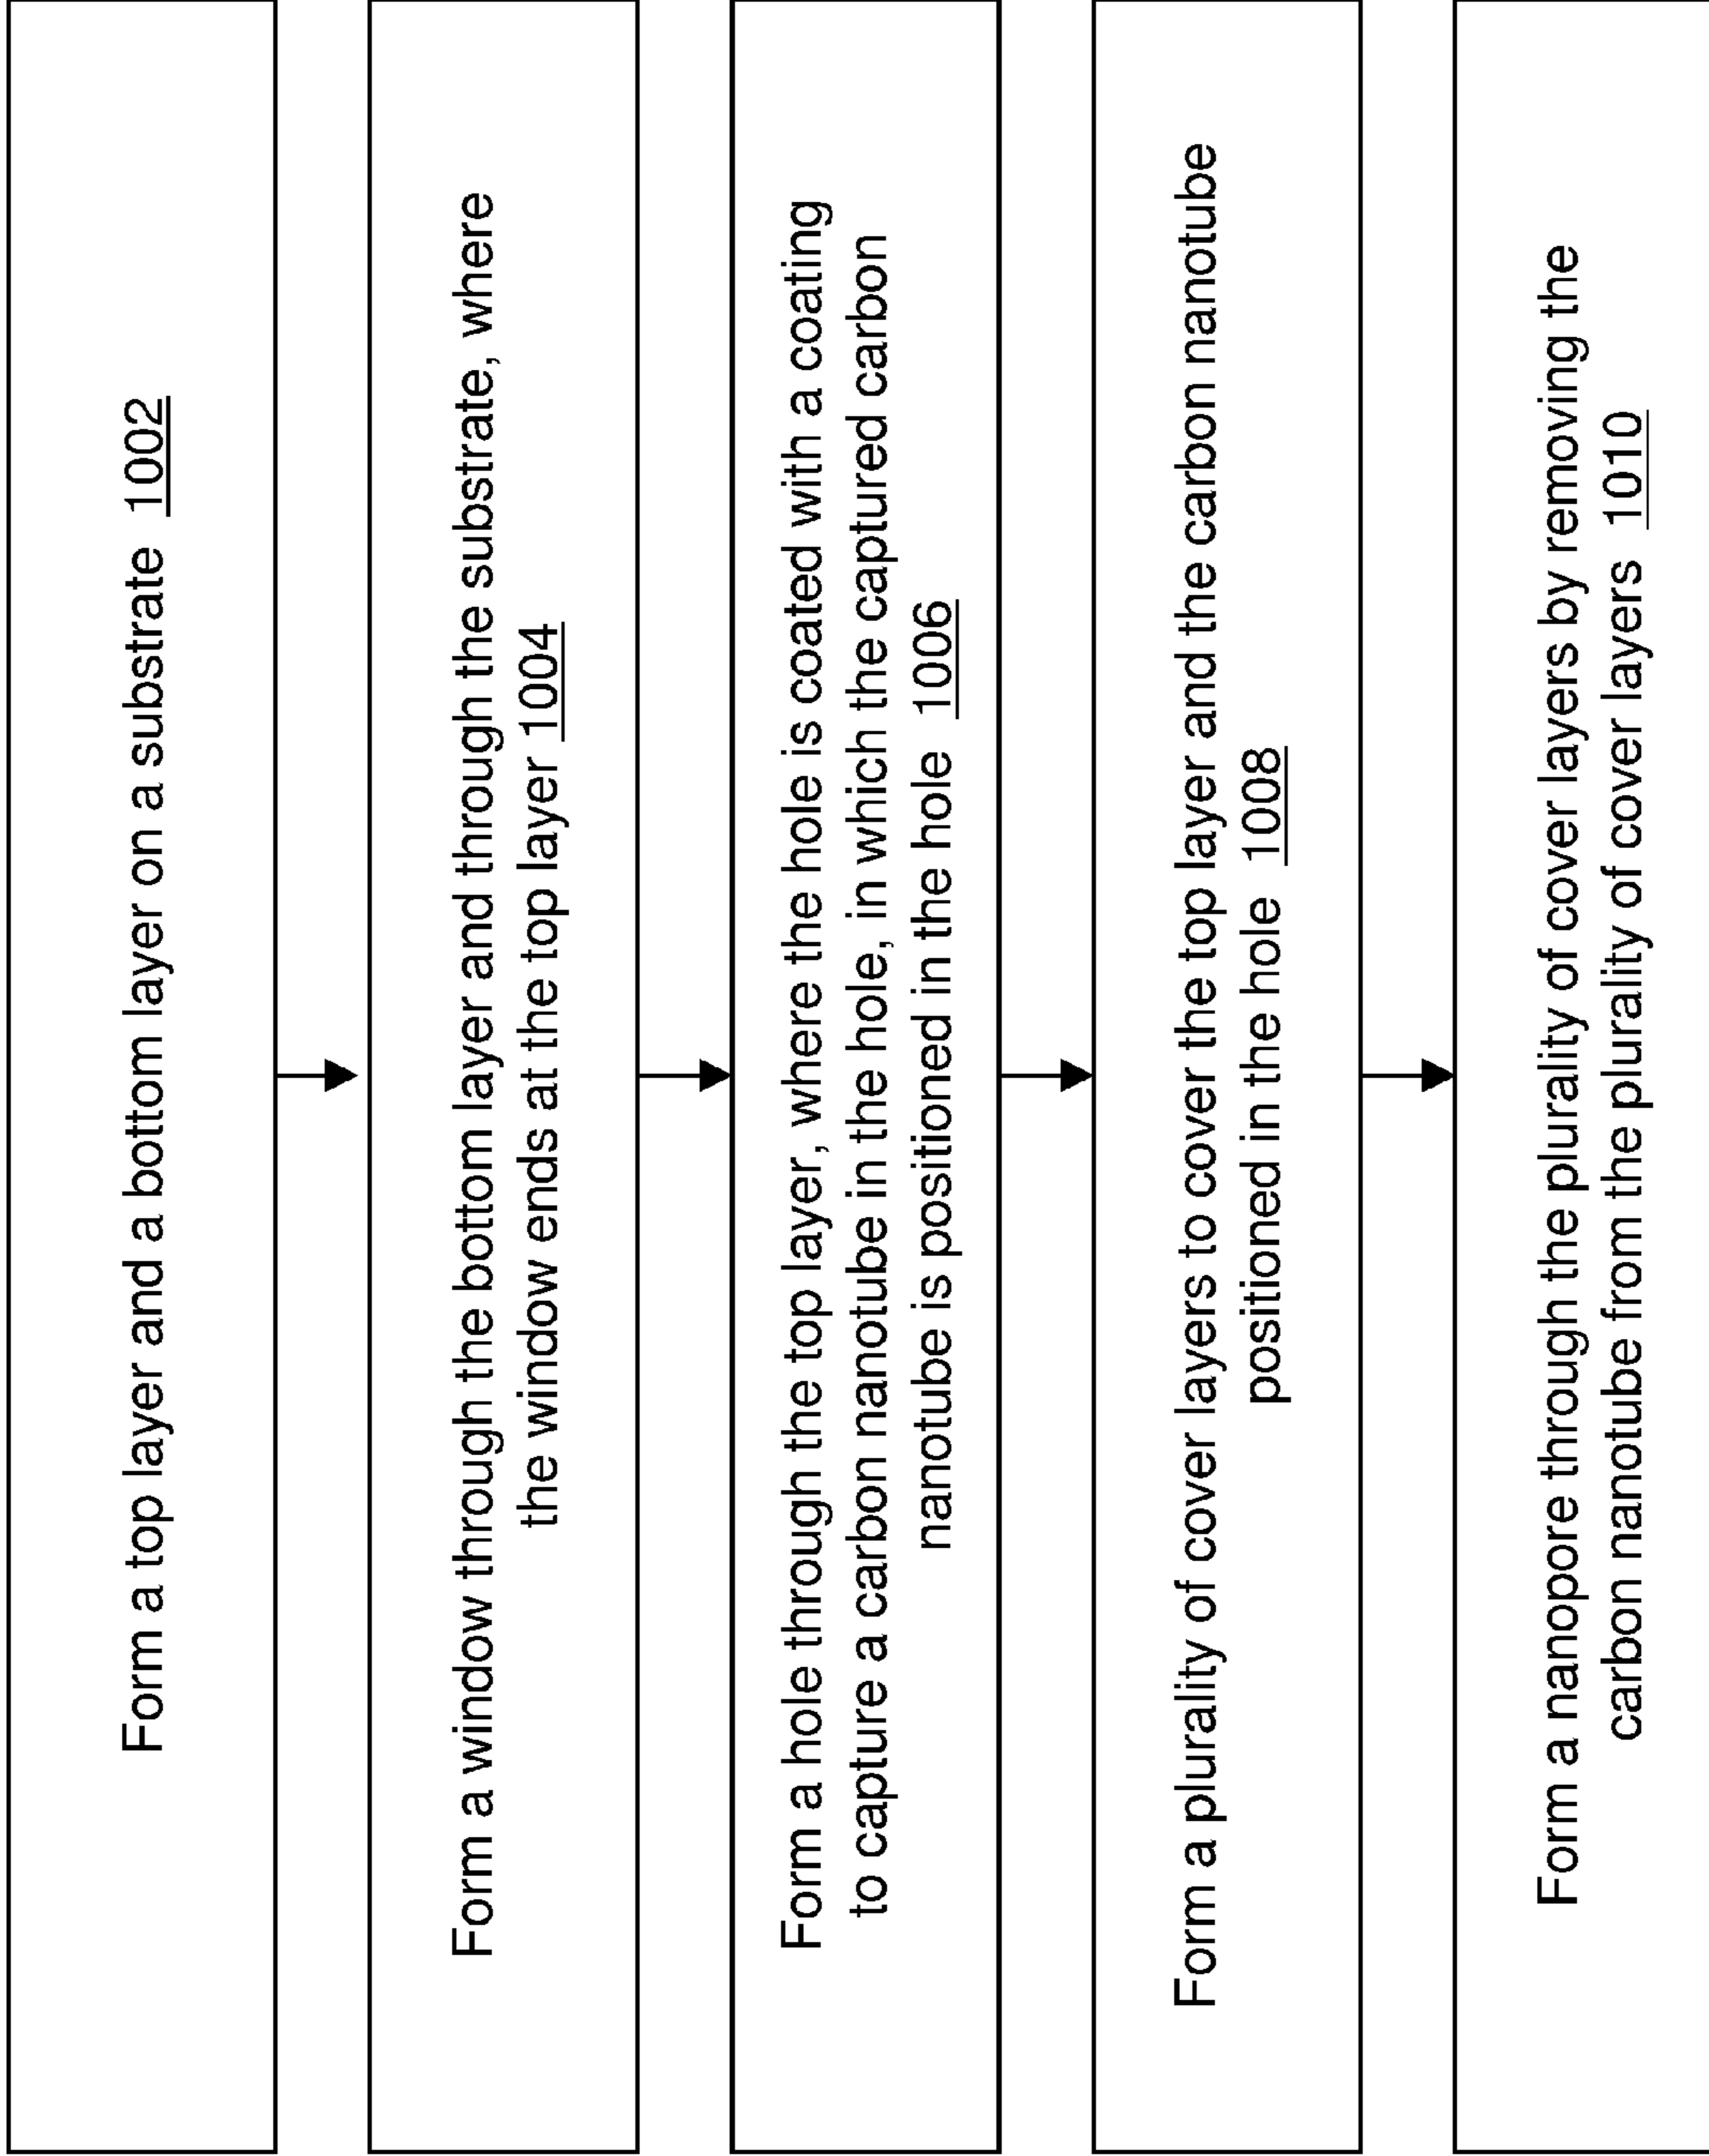 Form a top layer and a bottom layer on a substrate 1002
Form a window through the bottom layer and through the substrate, where
the window ends at the top layer 1004
Form a hole through the top layer, where the hole is coated with a coating
to capture a carbon nanotube in the hole, in which the captured carbon
nanotube is positioned in the hole 1006
Form a plurality of cover layers to cover the top layer and the carbon nanotube
positioned in the hole 1008
Form a nanopore through the plurality of cover layers by removing the
carbon nanotube from the plurality of cover layers 1010